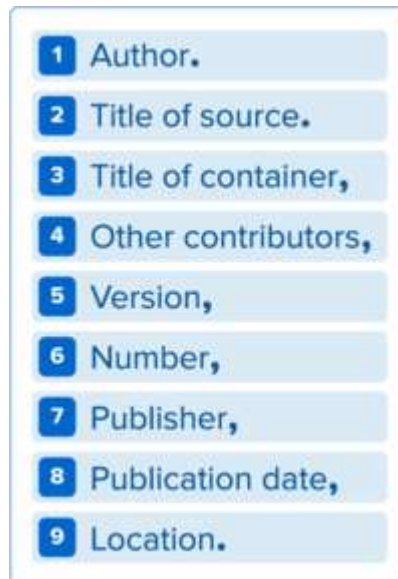 1 Author.
2 Title of source.
3 Title of container,
4 Other contributors,
5 Version,
6 Number,
7 Publisher,
8 Publication date,
9 Location.